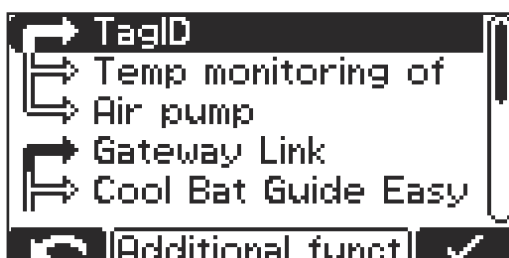 TagID
Temp monitoring of
Air pump
Gateway Link
Cool Bat Guide Easy
Additional funct